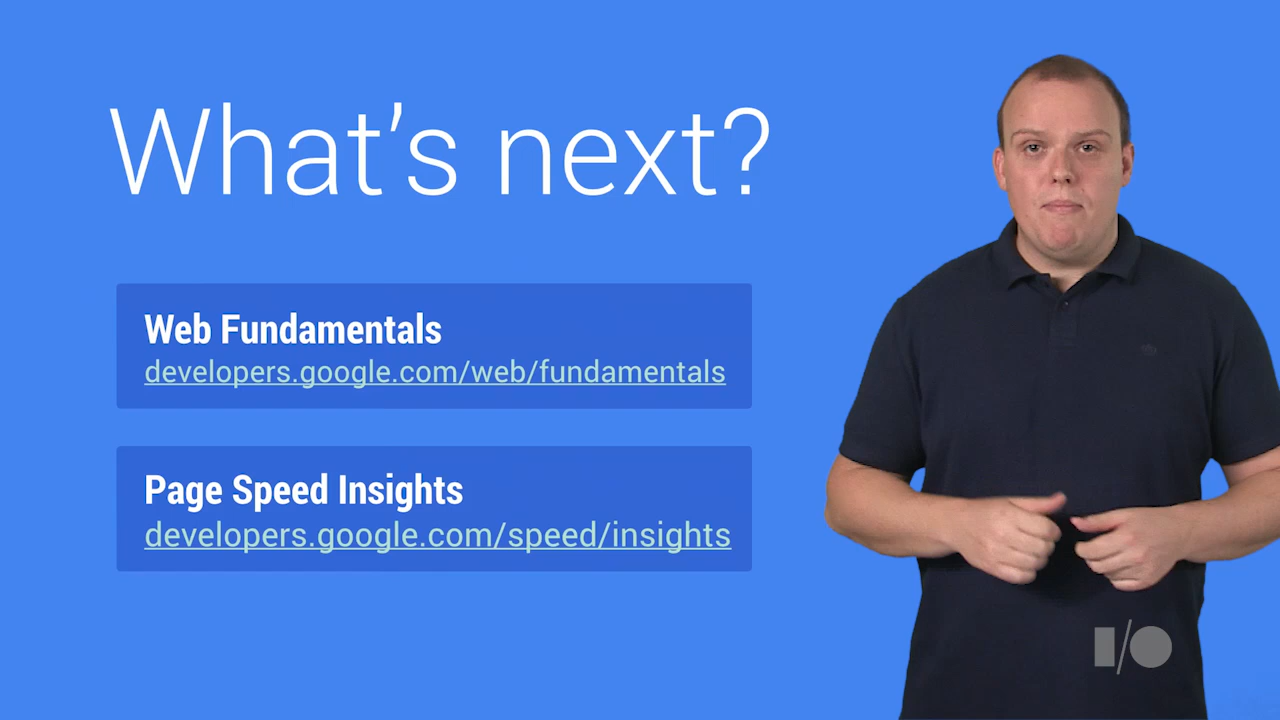 What’s next?
Web Fundamentals
developers.google.com/web/fundamentals
Page Speed Insights
developers.google.com/speed/insights
I/O